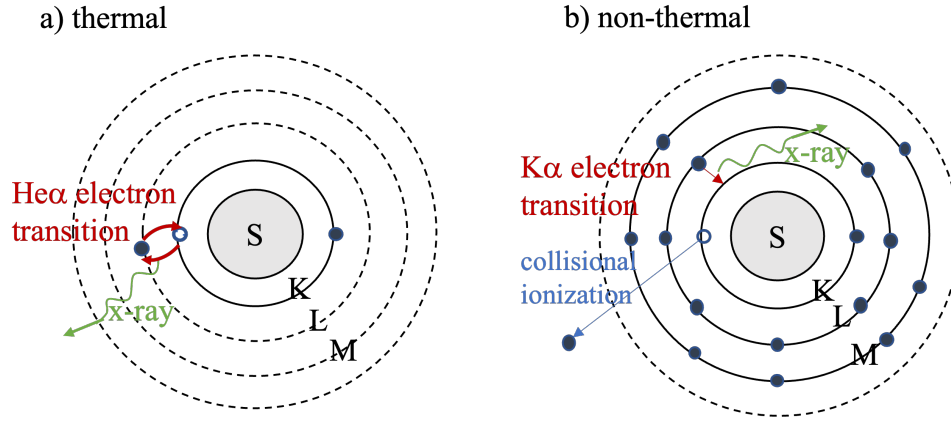 a) thermal
Heα electron
transition
x-ray
S
K
L
M
b) non-thermal
Kα electron
transition
x-ray
collisional
ionization
S
K
L
M